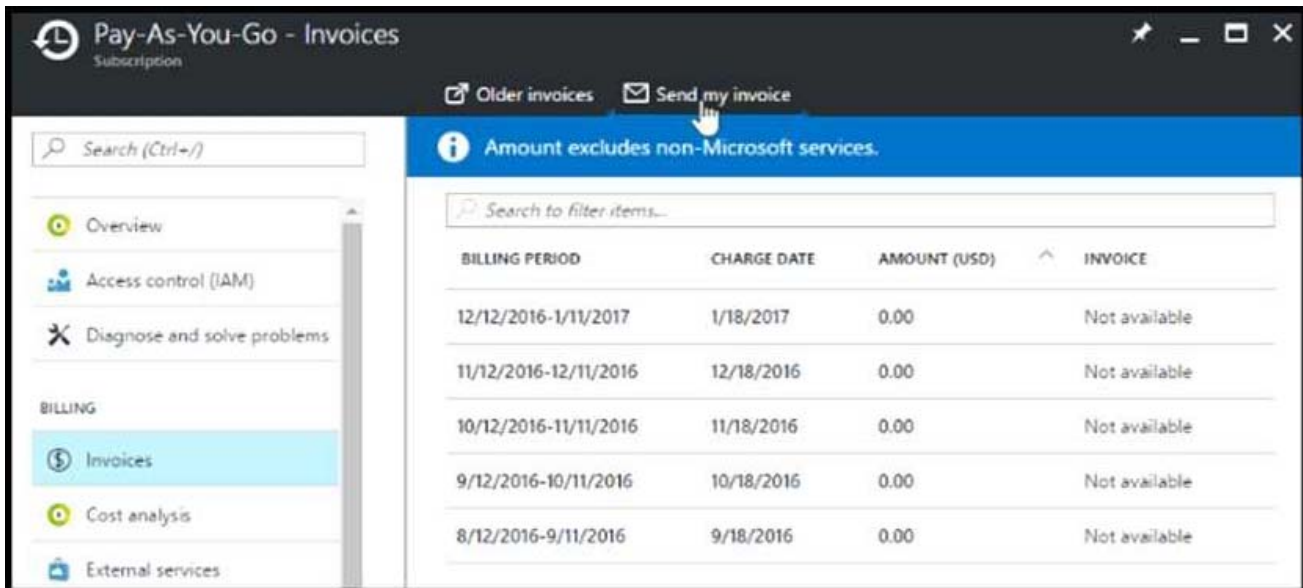 Pay-As-You-Go - Invoices
Subscription
Older invoices Send my invoice
Search (Ctrl+/)
Amount excludes non-Microsoft services.
Overview
Access control (IAM)
Diagnose and solve problems
BILLING
Invoices
Cost analysis
External services
Search to filter items...
BILLING PERIOD CHARGE DATE AMOUNT (USD) INVOICE
12/12/2016-1/11/2017 1/18/2017 0.00 Not available
11/12/2016-12/11/2016 12/18/2016 0.00 Not available
10/12/2016-11/11/2016 11/18/2016 0.00 Not available
9/12/2016-10/11/2016 10/18/2016 0.00 Not available
8/12/2016-9/11/2016 9/18/2016 0.00 Not available